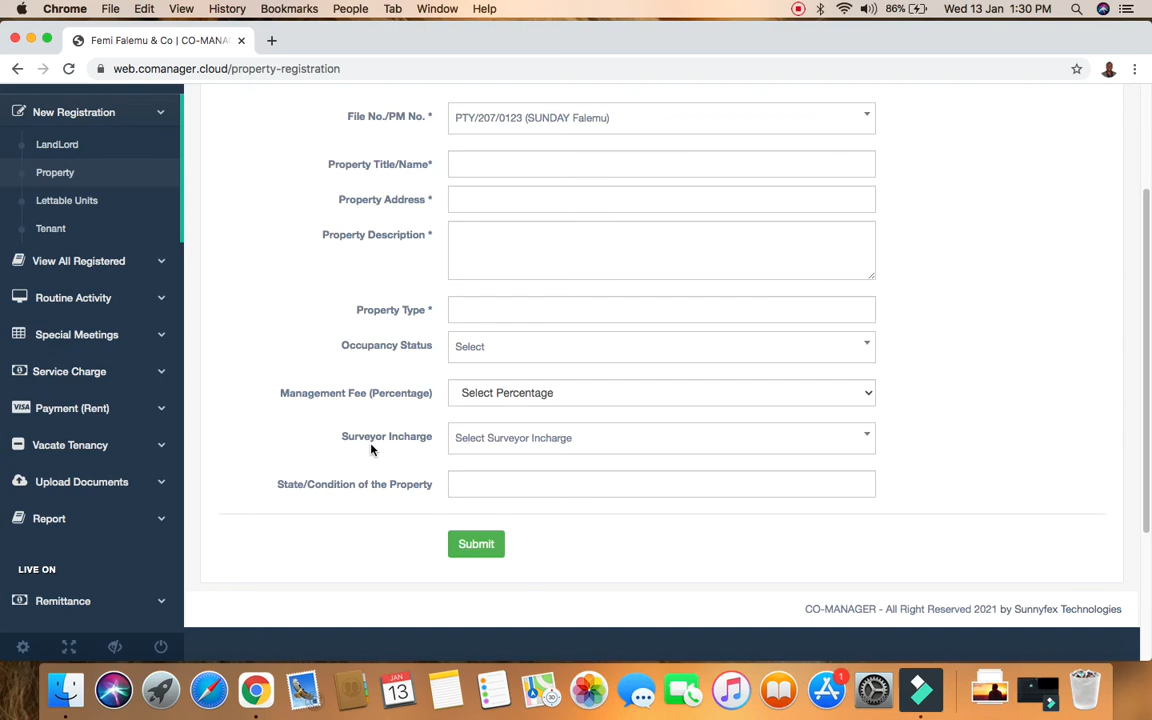 Chrome File Edit View History Bookmarks People Tab Window Help 86% Wed 13 Jan 1:30 PM
Femi Falemu & Co | CO-MANA
web.comanager.cloud/property-registration
New Registration
LandLord
Property
Lettable Units
Tenant
View All Registered
Routine Activity
Special Meetings
Service Charge
VISA Payment (Rent)
Vacate Tenancy
Upload Documents
Report
LIVE ON
Remittance
File No./PM No. * PTY/207/0123 (SUNDAY Falemu)
Property Title/Name*
Property Address *
Property Description *
Property Type *
Occupancy Status Select
Management Fee (Percentage) Select Percentage
Surveyor Incharge Select Surveyor Incharge
State/Condition of the Property
Submit
CO-MANAGER - All Right Reserved 2021 by Sunnyfex Technologies
JAN
13
1